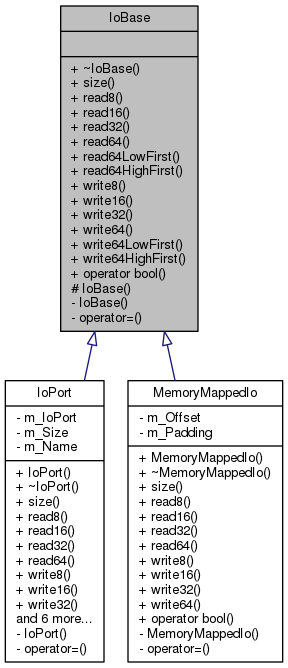 IoBase
+ ~IoBase()
+ size()
+ read8()
+ read16()
+ read32()
+ read64()
+ read64LowFirst()
+ read64HighFirst()
+ write8()
+ write16()
+ write32()
+ write64()
+ write64LowFirst()
+ write64HighFirst()
+ operator bool()
# IoBase()
- IoBase()
- operator=()
IoPort
- m_IoPort
- m_Size
- m_Name
+ IoPort()
+ ~IoPort()
+ size()
+ read8()
+ read16()
+ read32()
+ read64()
+ write8()
+ write16()
+ write32()
and 6 more...
- IoPort()
- operator=()
MemoryMappedIo
- m_Offset
- m_Padding
+ MemoryMappedIo()
+ ~MemoryMappedIo()
+ size()
+ read8()
+ read16()
+ read32()
+ read64()
+ write8()
+ write16()
+ write32()
+ write64()
+ operator bool()
- MemoryMappedIo()
- operator=()